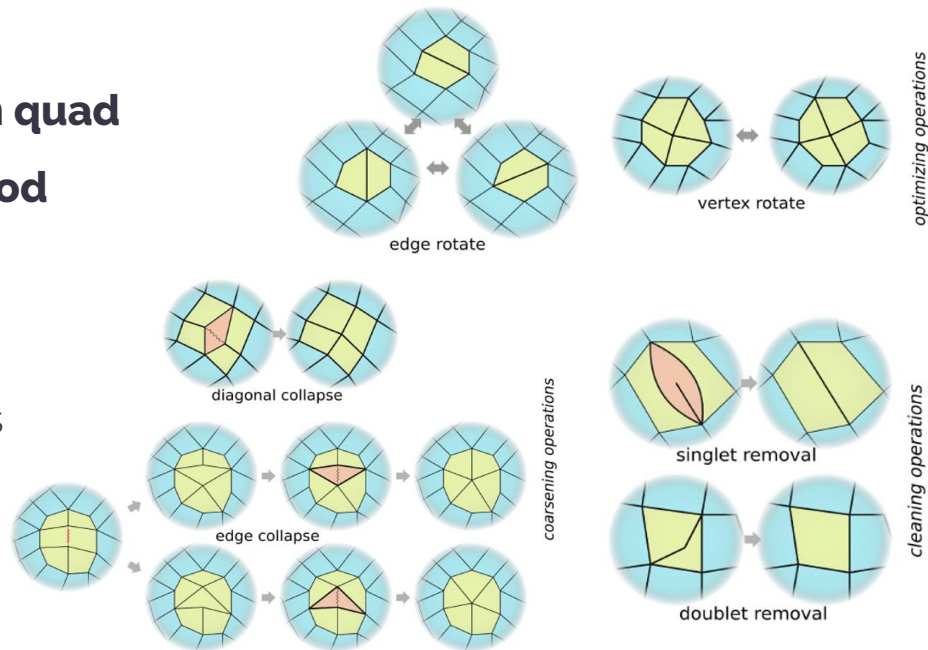 quad
od
s
edge rotate
vertex rotate
optimizing operations
diagonal collapse
edge collapse
coarsening operations
singlet removal
doublet removal
cleaning operations